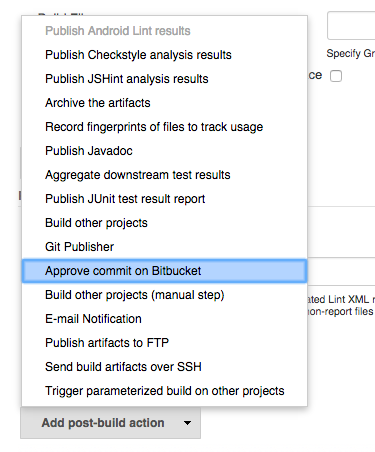 Publish Android Lint results
Publish Checkstyle analysis results
Publish JSHint analysis results
Archive the artifacts
Record fingerprints of files to track usage
Publish Javadoc
Aggregate downstream test results
Publish JUnit test result report
Build other projects
Git Publisher
Approve commit on Bitbucket
Build other projects (manual step)
E-mail Notification
Publish artifacts to FTP
Send build artifacts over SSH
Trigger parameterized build on other projects
Add post-build action
Specify Gr
ce
ated Lint XML r
on-report files